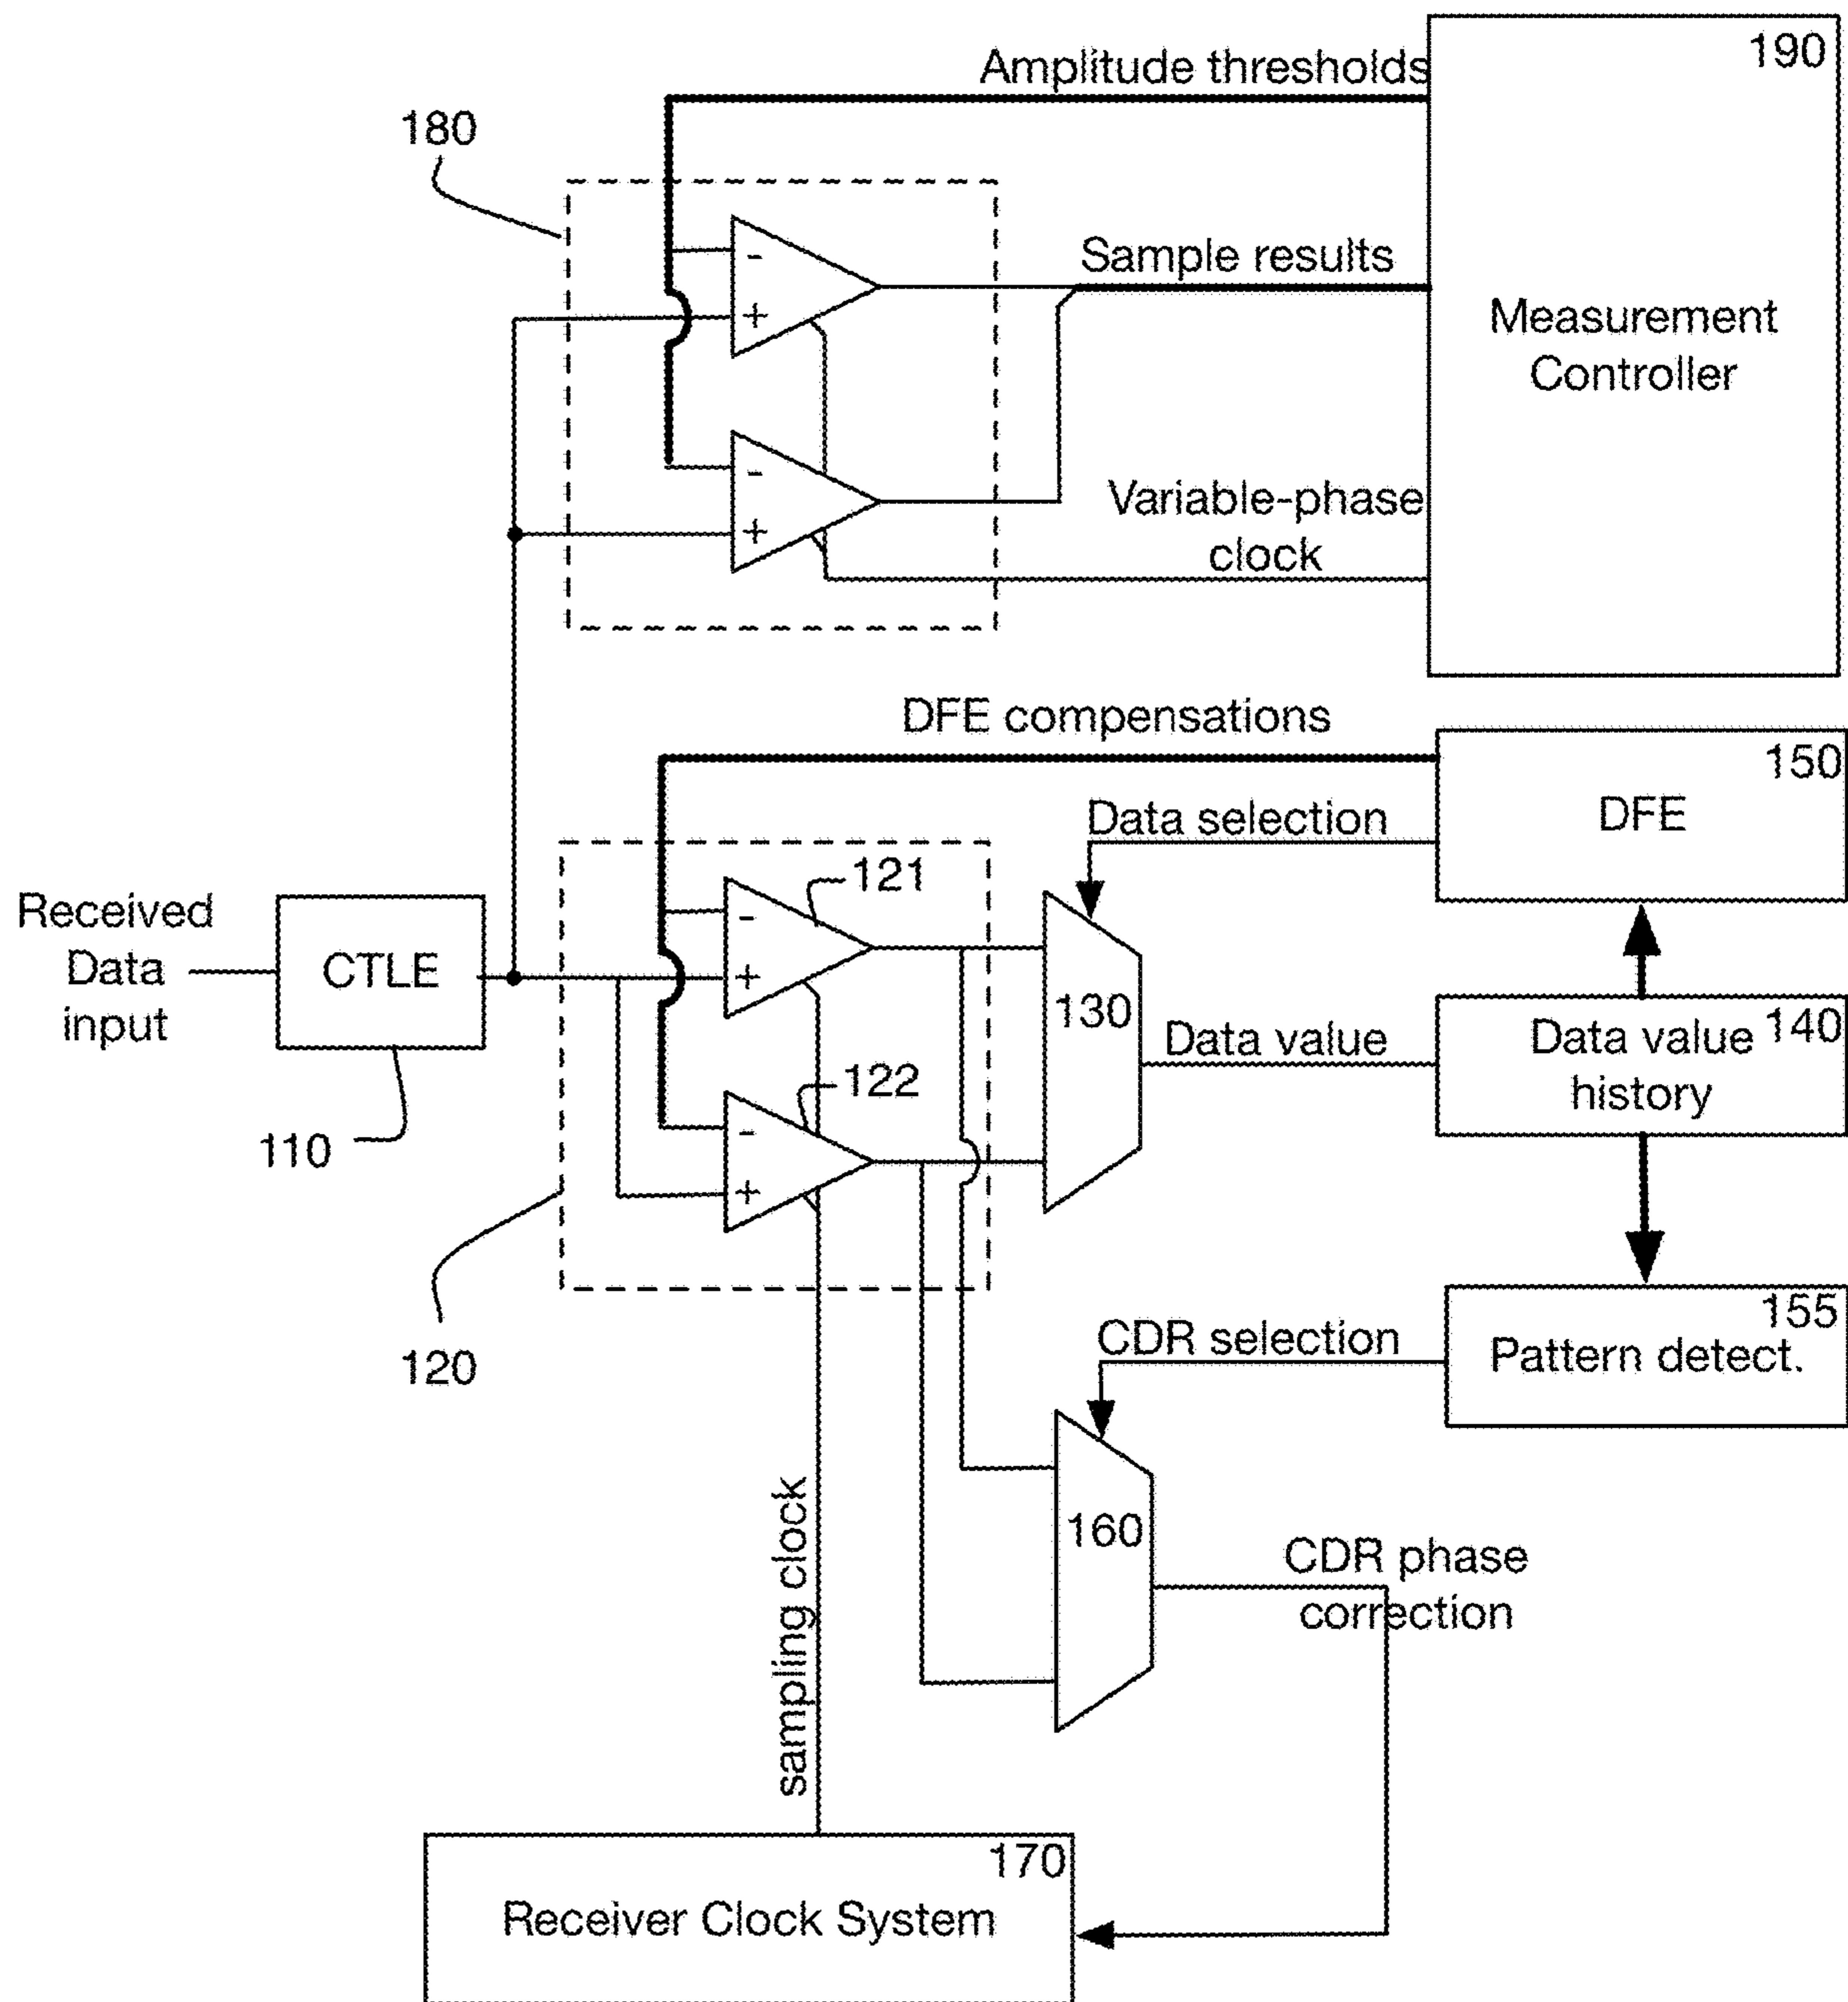 190
Amplitude thresholds
180
-
+
Sample results
Measurement
Controller
-
+
Variable-phase
clock
DFE compensations
150
DFE
Data selection
121
Received
Data
input
CTLE
-
+
130
140
Data value
history
Data value
122
110
-
+
120
155
Pattern detect.
CDR selection
160
sampling clock
CDR phase
correction
170
Receiver Clock System